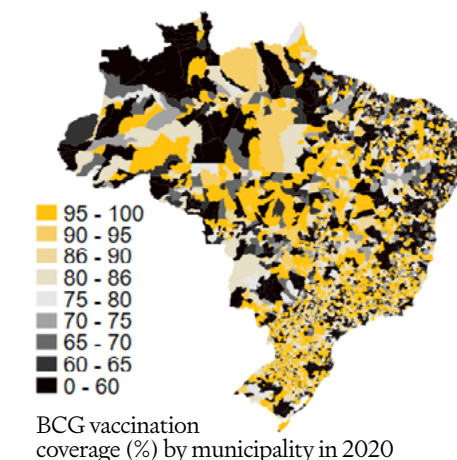 95 - 100
90 - 95
86 - 90
80 - 86
75 - 80
70 - 75
65 - 70
60 - 65
0 - 60
BCG vaccination
coverage (%) by municipality in 2020